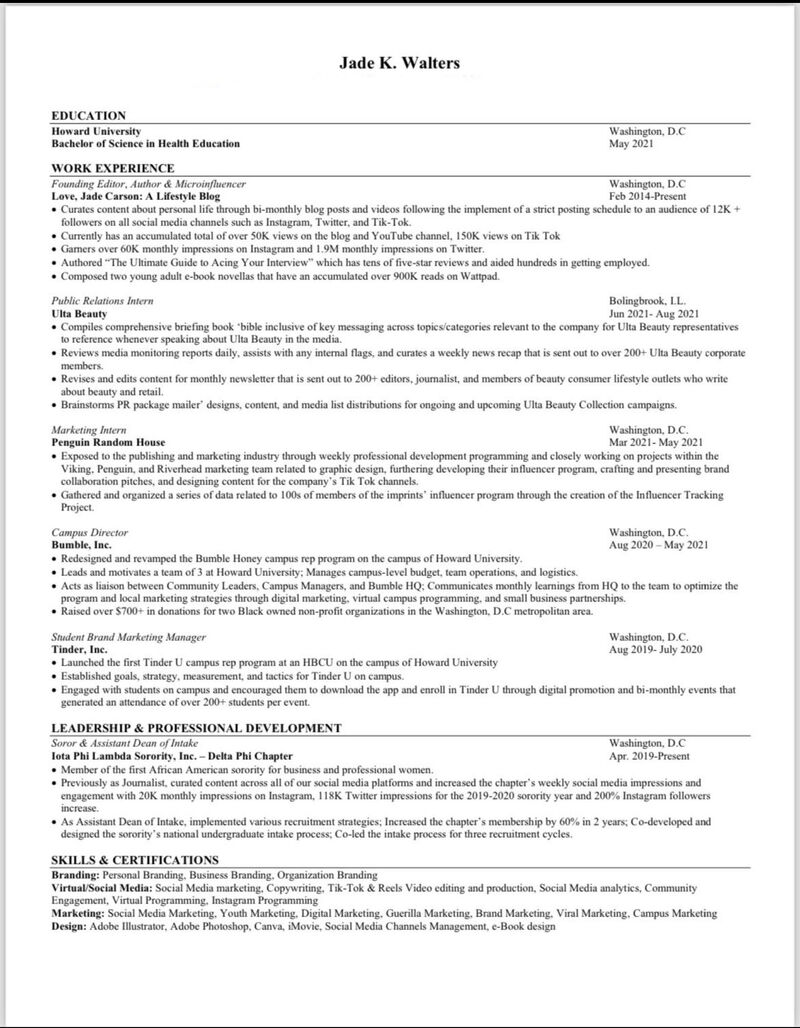 Jade K. Walters
EDUCATION
Howard University Washington, D.C
Bachelor of Science in Health Education May 2021
WORK EXPERIENCE
Founding Editor, Author & Microinfluencer Washington, D.C
Love, Jade Carson: A Lifestyle Blog Feb 2014-Present
• Curates content about personal life through bi-monthly blog posts and videos following the implement of a strict posting schedule to an audience of 12K +
followers on all social media channels such as Instagram, Twitter, and Tik-Tok.
• Currently has an accumulated total of over 50K views on the blog and YouTube channel, 150K views on Tik Tok
• Garners over 60K monthly impressions on Instagram and 1.9M monthly impressions on Twitter.
• Authored “The Ultimate Guide to Acing Your Interview” which has tens of five-star reviews and aided hundreds in getting employed.
• Composed two young adult e-book novellas that have an accumulated over 900K reads on Wattpad.
Public Relations Intern Bolingbrook, I.L.
Ulta Beauty Jun 2021- Aug 2021
• Compiles comprehensive briefing book ‘bible inclusive of key messaging across topics/categories relevant to the company for Ulta Beauty representatives
to reference whenever speaking about Ulta Beauty in the media.
• Reviews media monitoring reports daily, assists with any internal flags, and curates a weekly news recap that is sent out to over 200+ Ulta Beauty corporate
members.
• Revises and edits content for monthly newsletter that is sent out to 200+ editors, journalist, and members of beauty consumer lifestyle outlets who write
about beauty and retail.
• Brainstorms PR package mailer’ designs, content, and media list distributions for ongoing and upcoming Ulta Beauty Collection campaigns.
Marketing Intern Washington, D.C.
Penguin Random House Mar 2021- May 2021
• Exposed to the publishing and marketing industry through weekly professional development programming and closely working on projects within the
Viking, Penguin, and Riverhead marketing team related to graphic design, furthering developing their influencer program, crafting and presenting brand
collaboration pitches, and designing content for the company’s Tik Tok channels.
• Gathered and organized a series of data related to 100s of members of the imprints’ influencer program through the creation of the Influencer Tracking
Project.
Campus Director Washington, D.C.
Bumble, Inc. Aug 2020 – May 2021
• Redesigned and revamped the Bumble Honey campus rep program on the campus of Howard University.
• Leads and motivates a team of 3 at Howard University; Manages campus-level budget, team operations, and logistics.
• Acts as liaison between Community Leaders, Campus Managers, and Bumble HQ; Communicates monthly learnings from HQ to the team to optimize the
program and local marketing strategies through digital marketing, virtual campus programming, and small business partnerships.
• Raised over $700+ in donations for two Black owned non-profit organizations in the Washington, D.C metropolitan area.
Student Brand Marketing Manager Washington, D.C.
Tinder, Inc. Aug 2019- July 2020
• Launched the first Tinder U campus rep program at an HBCU on the campus of Howard University
• Established goals, strategy, measurement, and tactics for Tinder U on campus.
• Engaged with students on campus and encouraged them to download the app and enroll in Tinder U through digital promotion and bi-monthly events that
generated an attendance of over 200+ students per event.
LEADERSHIP & PROFESSIONAL DEVELOPMENT
Soror & Assistant Dean of Intake Washington, D.C
Iota Phi Lambda Sorority, Inc. – Delta Phi Chapter Apr. 2019-Present
• Member of the first African American sorority for business and professional women.
• Previously as Journalist, curated content across all of our social media platforms and increased the chapter’s weekly social media impressions and
engagement with 20K monthly impressions on Instagram, 118K Twitter impressions for the 2019-2020 sorority year and 200% Instagram followers
increase.
• As Assistant Dean of Intake, implemented various recruitment strategies; Increased the chapter’s membership by 60% in 2 years; Co-developed and
designed the sorority’s national undergraduate intake process; Co-led the intake process for three recruitment cycles.
SKILLS & CERTIFICATIONS
Branding: Personal Branding, Business Branding, Organization Branding
Virtual/Social Media: Social Media marketing, Copywriting, Tik-Tok & Reels Video editing and production, Social Media analytics, Community
Engagement, Virtual Programming, Instagram Programming
Marketing: Social Media Marketing, Youth Marketing, Digital Marketing, Guerilla Marketing, Brand Marketing, Viral Marketing, Campus Marketing
Design: Adobe Illustrator, Adobe Photoshop, Canva, iMovie, Social Media Channels Management, e-Book design